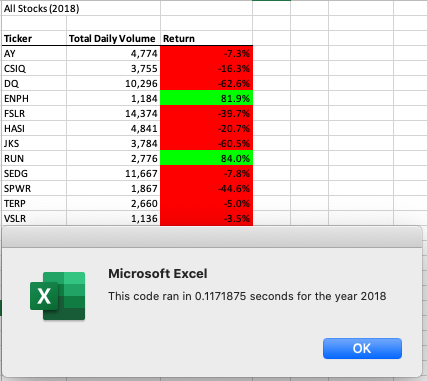 All Stocks (2018)
Ticker Total Daily Volume Return
AY 4,774 -7.3%
CSIQ 3,755 -16.3%
DQ 10,296 -62.6%
ENPH 1,184 81.9%
FSLR 14,374 -39.7%
HASI 4,841 -20.7%
JKS 3,784 -60.5%
RUN 2,776 84.0%
SEDG 11,667 -7.8%
SPWR 1,867 -44.6%
TERP 2,660 -5.0%
VSLR 1,136 -3.5%
X
Microsoft Excel
This code ran in 0.1171875 seconds for the year 2018
OK